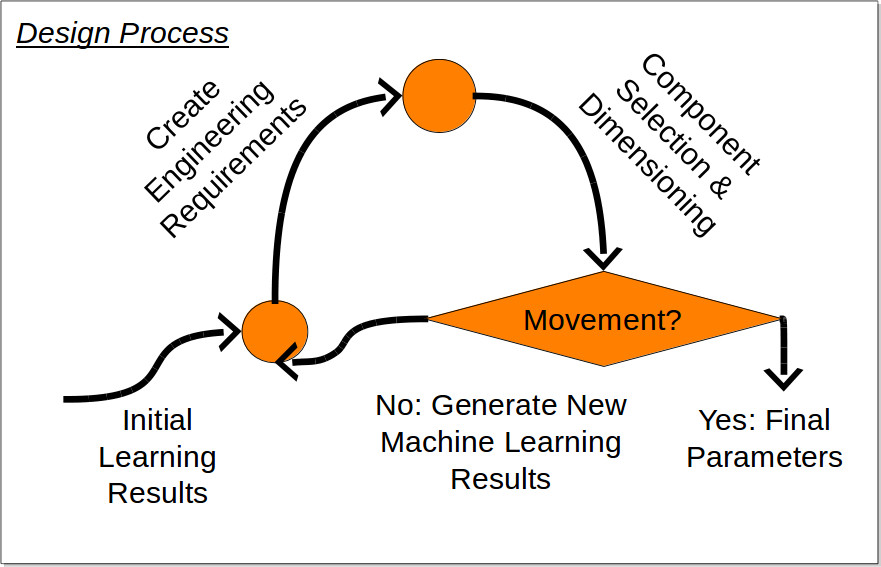 Design Process
Create
Engineering
Requirements
Component
Selection &
Dimensioning
Movement?
Initial
Learning
Results
No: Generate New
Machine Learning
Results
Yes: Final
Parameters